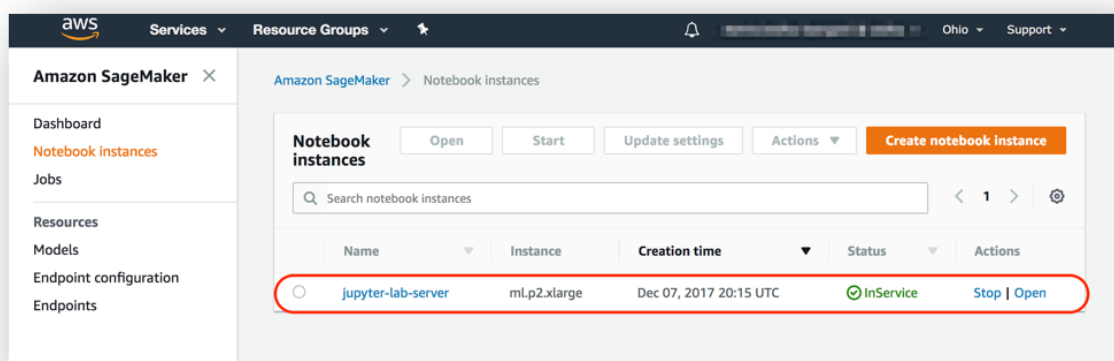 aws Services Resource Groups Ohio Support
Amazon SageMaker
Dashboard
Notebook instances
Jobs
Resources
Models
Endpoint configuration
Endpoints
Amazon SageMaker > Notebook instances
Notebook instances
Open Start Update settings Actions Create notebook instance
Search notebook instances
1
Name Instance Creation time Status Actions
jupyter-lab-server ml.p2.xlarge Dec 07, 2017 20:15 UTC InService Stop | Open